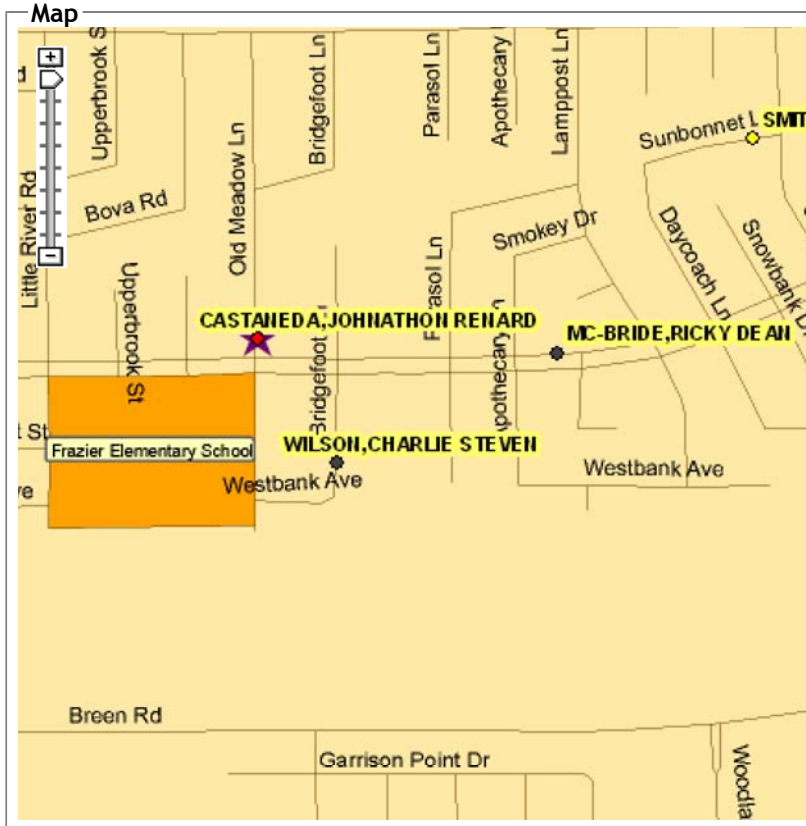 Map
Upperbrook S
Bridgefoot Ln
Parasol Ln
Apothecary
Lamppost Ln
Sunbonnet L
SMIT
d
Little River Rd
Bova Rd
Old Meadow Ln
Smokey Dr
Daycoach Ln
Snowbank D
Upperbrook St
CASTANEDA,JOHNATHON RENARD
Parasol Ln
MC-BRIDE,RICKY DEAN
Bridgefoot
Apothecary Ln
t St
Frazier Elementary School
WILSON,CHARLIE STEVEN
ve
Westbank Ave
Westbank Ave
Breen Rd
Garrison Point Dr
Woodla